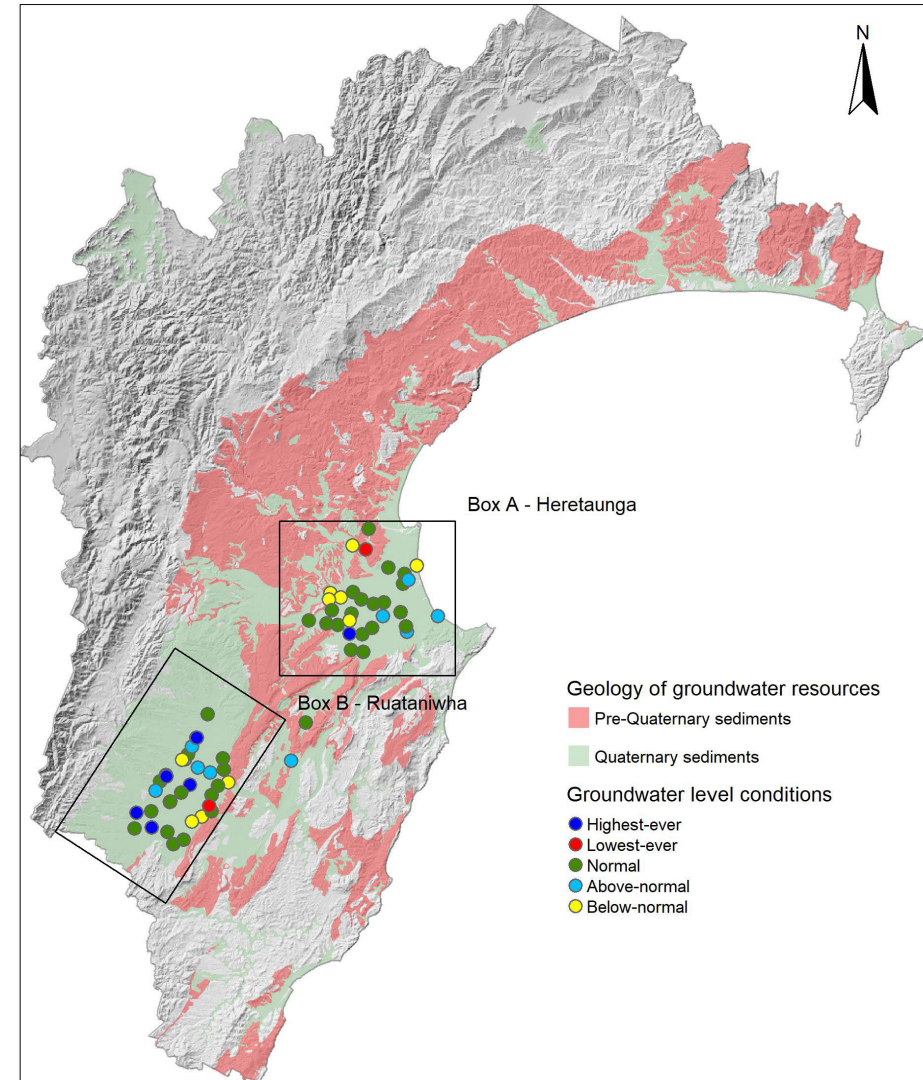 N
Box A - Heretaunga
Box B - Ruataniwha
Geology of groundwater resources
Pre-Quaternary sediments
Quaternary sediments
Groundwater level conditions
Highest-ever
Lowest-ever
Normal
Above-normal
Below-normal